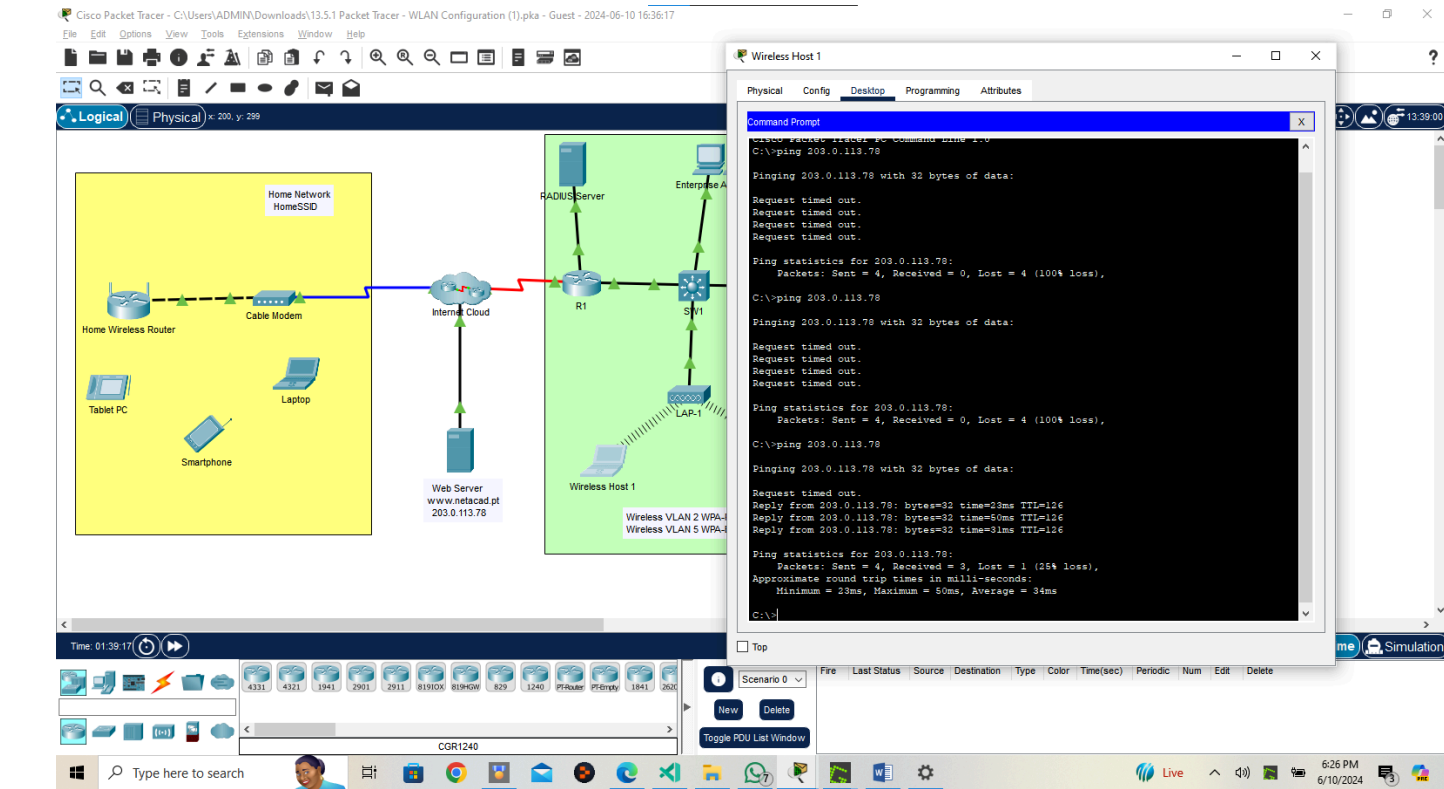 Cisco Packet Tracer - C:\Users\ADMIN\Downloads\13.5.1 Packet Tracer - WLAN Configuration (1).pka - Guest - 2024-06-10 16:36:17
File Edit Options View Tools Extensions Window Help
?
Logical Physical x: 200, y: 299
13:39:00
Home Network
HomeSSID
Home Wireless Router
Cable Modem
Tablet PC
Laptop
Smartphone
Internet Cloud
Web Server
www.netacad.pt
203.0.113.78
RADIUS Server
Enterprise A
R1
SW1
LAP-1
Wireless Host 1
Wireless VLAN 2 WPA-
Wireless VLAN 5 WPA-
Wireless Host 1
Physical Config Desktop Programming Attributes
Command Prompt X
Cisco Packet Tracer PC Command Line 1.0
C:\>ping 203.0.113.78
Pinging 203.0.113.78 with 32 bytes of data:
Request timed out.
Request timed out.
Request timed out.
Request timed out.
Ping statistics for 203.0.113.78:
Packets: Sent = 4, Received = 0, Lost = 4 (100% loss),
C:\>ping 203.0.113.78
Pinging 203.0.113.78 with 32 bytes of data:
Request timed out.
Request timed out.
Request timed out.
Request timed out.
Ping statistics for 203.0.113.78:
Packets: Sent = 4, Received = 0, Lost = 4 (100% loss),
C:\>ping 203.0.113.78
Pinging 203.0.113.78 with 32 bytes of data:
Request timed out.
Reply from 203.0.113.78: bytes=32 time=23ms TTL=126
Reply from 203.0.113.78: bytes=32 time=50ms TTL=126
Reply from 203.0.113.78: bytes=32 time=31ms TTL=126
Ping statistics for 203.0.113.78:
Packets: Sent = 4, Received = 3, Lost = 1 (25% loss),
Approximate round trip times in milli-seconds:
Minimum = 23ms, Maximum = 50ms, Average = 34ms
C:\>
Top
Time: 01:39:17
me Simulation
4331 4321 1941 2901 2911 819IOX 819HGW 829 1240 PT-Router PT-Empty 1841 2620
CGR1240
Scenario 0
New Delete
Toggle PDU List Window
Fire Last Status Source Destination Type Color Time(sec) Periodic Num Edit Delete
Type here to search
7
Live
6:26 PM
6/10/2024
3
PRE